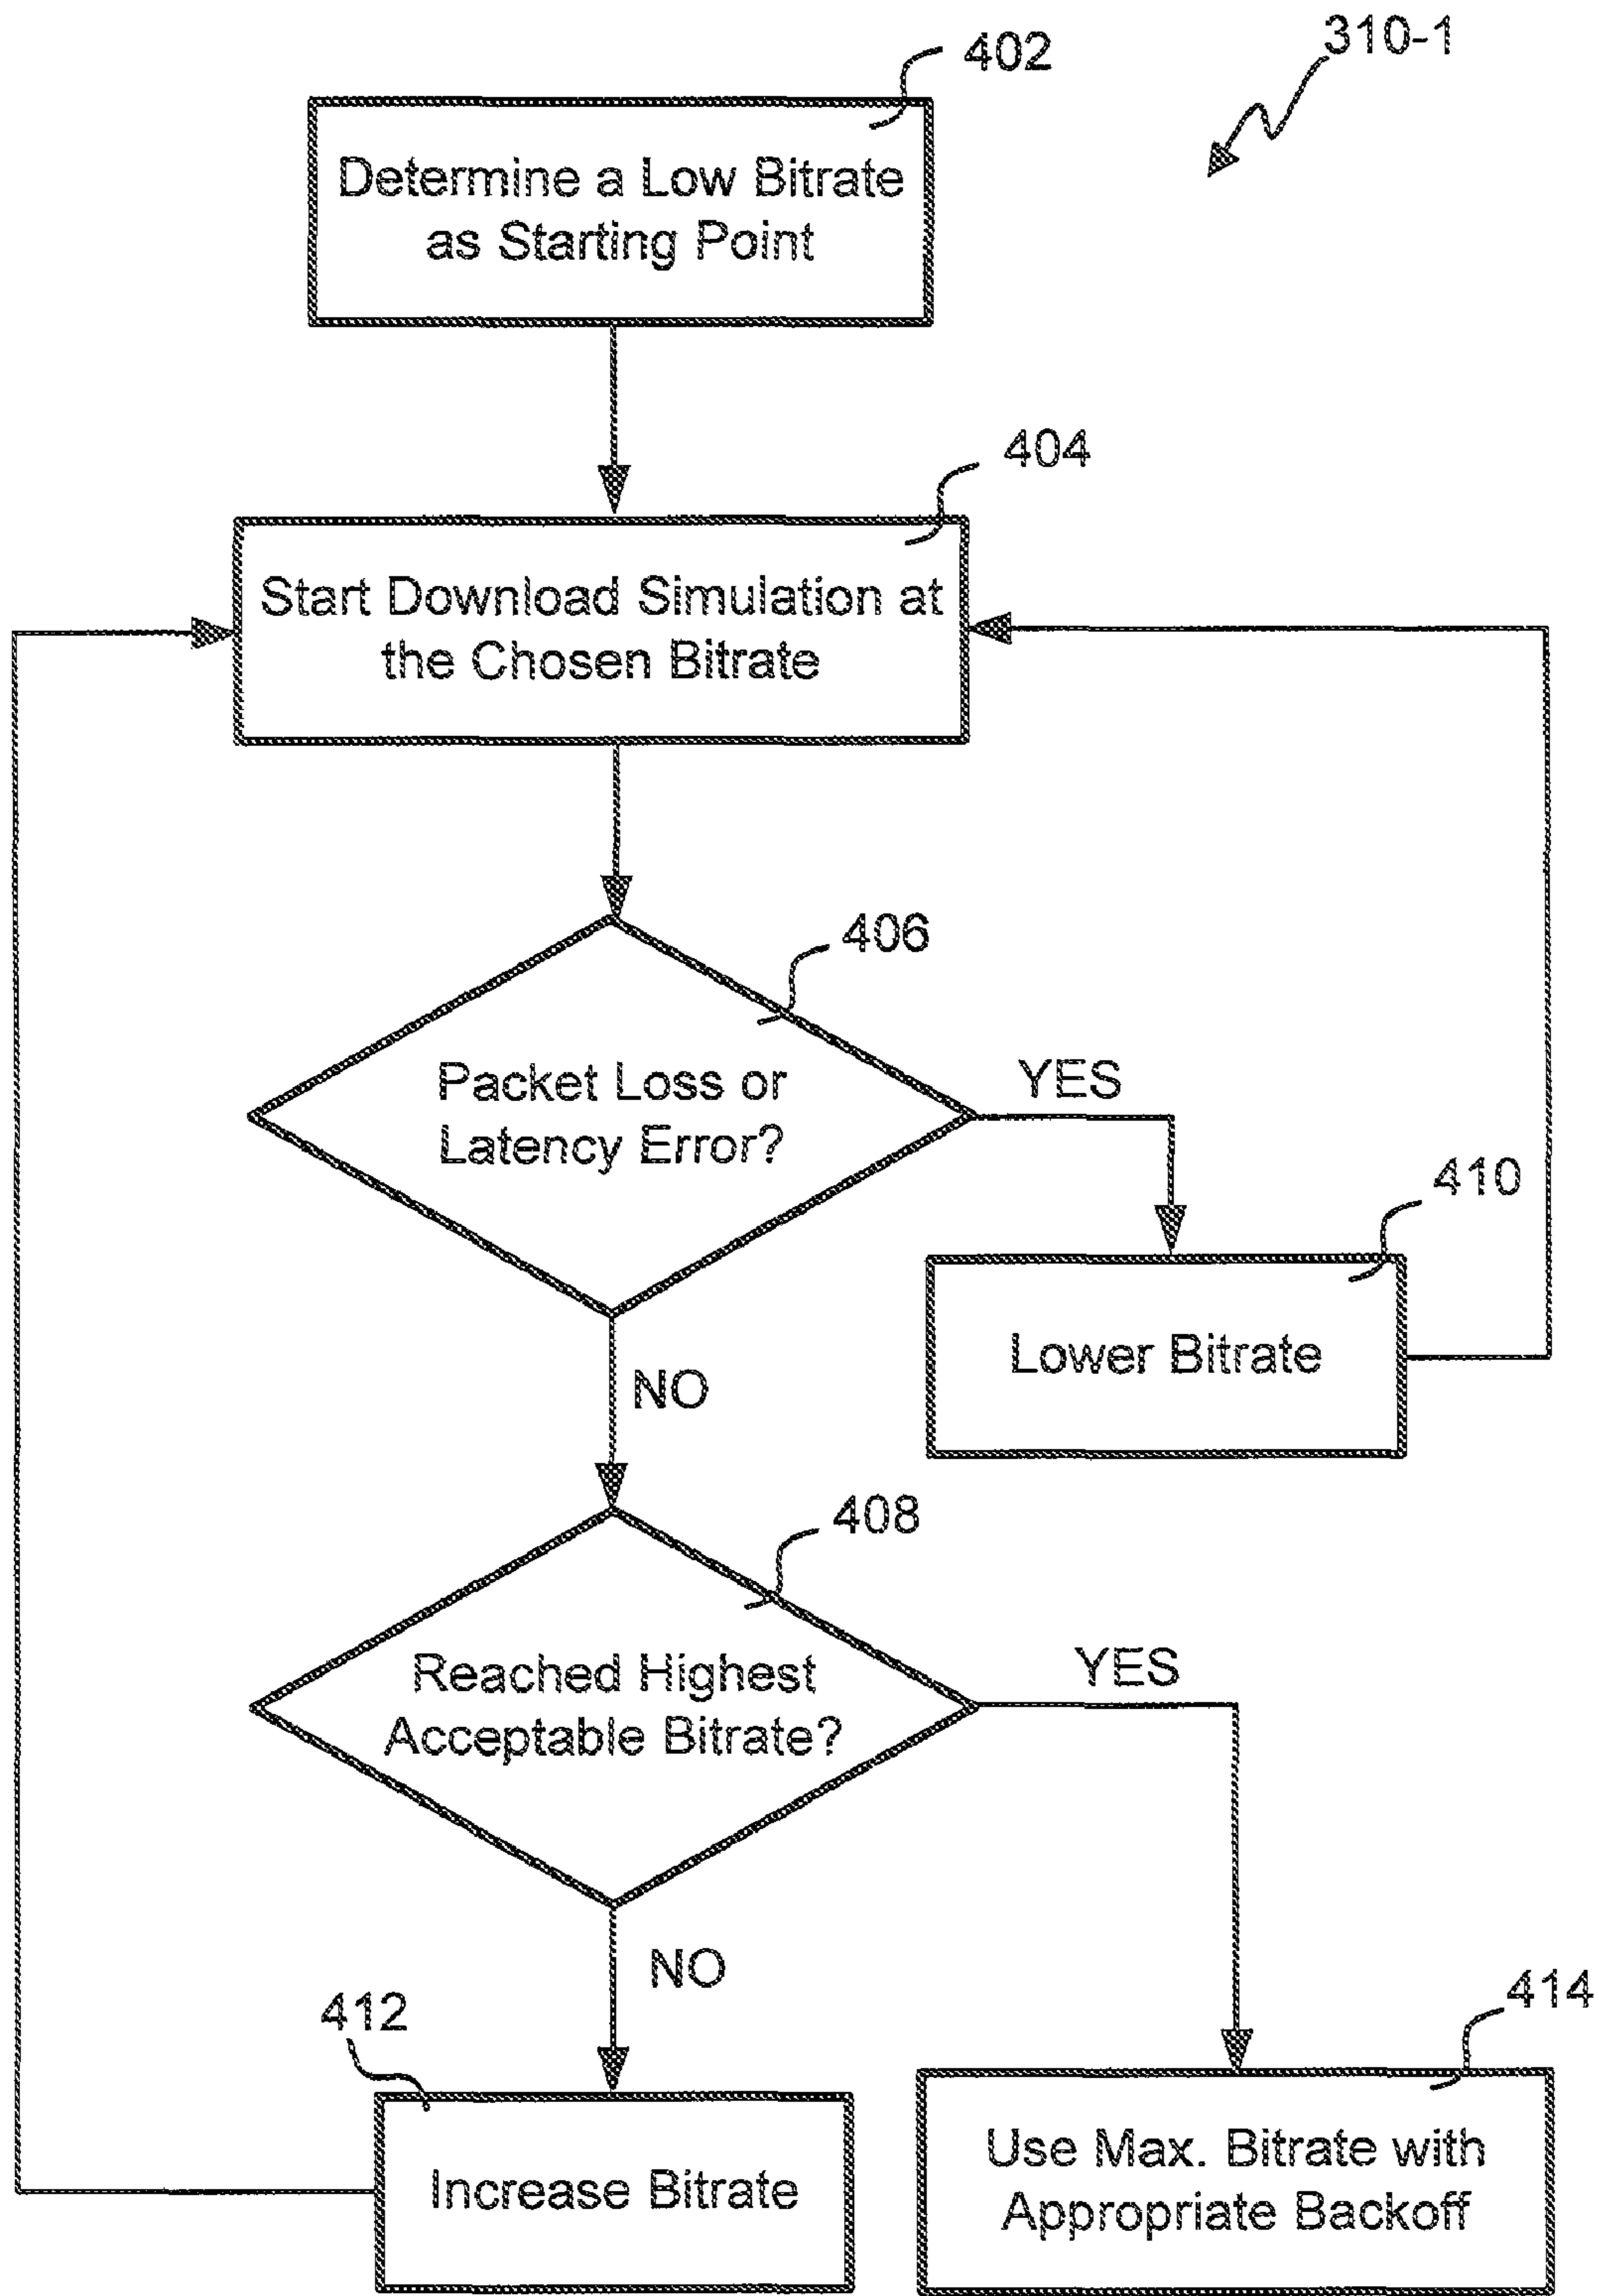 310-1
402
Determine a Low Bitrate
as Starting Point
404
Start Download Simulation at
the Chosen Bitrate
406
Packet Loss or
Latency Error?
YES
410
Lower Bitrate
NO
408
Reached Highest
Acceptable Bitrate?
YES
NO
412
Increase Bitrate
414
Use Max. Bitrate with
Appropriate Backoff